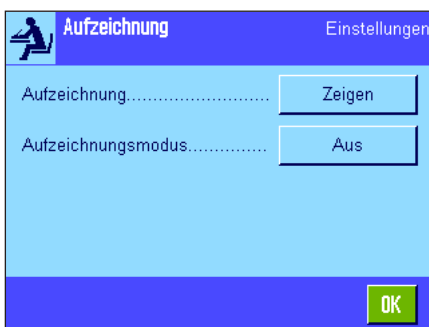 Aufzeichnung Einstellungen
Aufzeichnung........................... Zeigen
Aufzeichnungsmodus............... Aus
OK